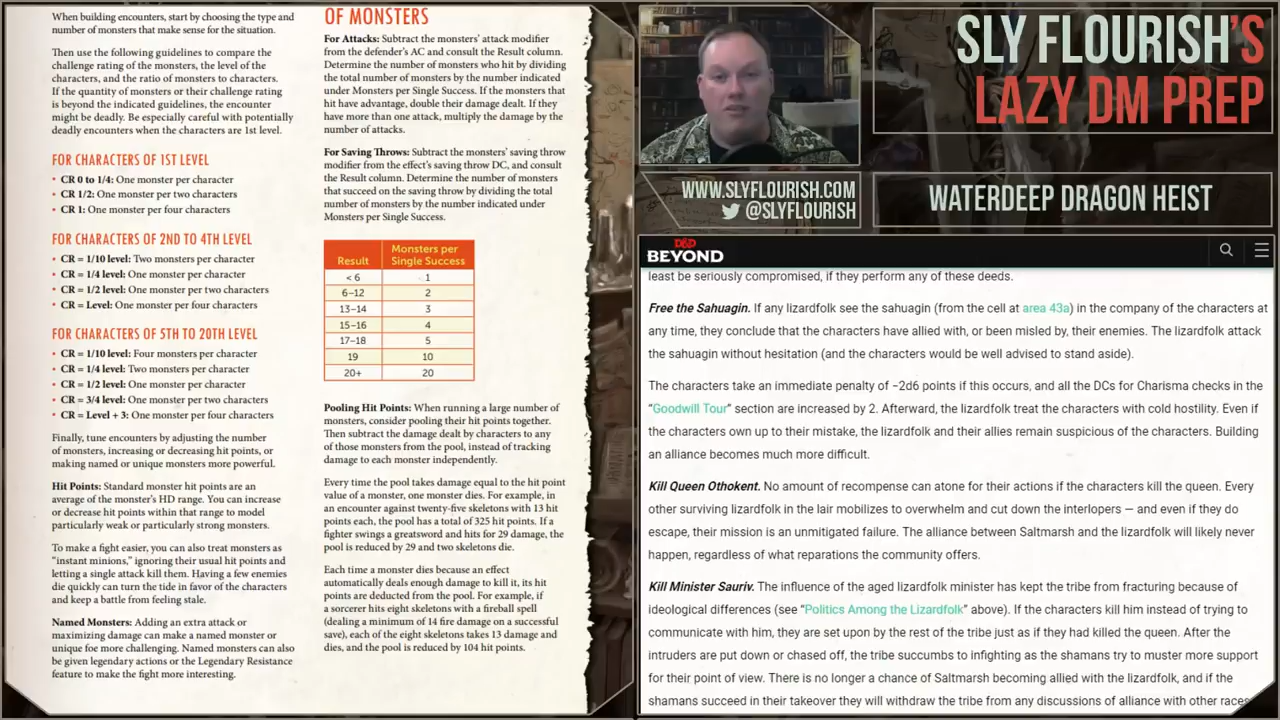 When building encounters, start by choosing the type and
number of monsters that make sense for the situation.
Then use the following guidelines to compare the
challenge rating of the monsters, the level of the
characters, and the ratio of monsters to characters.
If the quantity of monsters or their challenge rating
is beyond the indicated guidelines, the encounter
might be deadly. Be especially careful with potentially
deadly encounters when the characters are 1st level.
FOR CHARACTERS OF 1ST LEVEL
• CR 0 to 1/4: One monster per character
• CR 1/2: One monster per two characters
• CR 1: One monster per four characters
FOR CHARACTERS OF 2ND TO 4TH LEVEL
• CR = 1/10 level: Two monsters per character
• CR = 1/4 level: One monster per character
• CR = 1/2 level: One monster per two characters
• CR = Level: One monster per four characters
FOR CHARACTERS OF 5TH TO 20TH LEVEL
• CR = 1/10 level: Four monsters per character
• CR = 1/4 level: Two monsters per character
• CR = 1/2 level: One monster per character
• CR = 3/4 level: One monster per two characters
• CR = Level + 3: One monster per four characters
Finally, tune encounters by adjusting the number
of monsters, increasing or decreasing hit points, or
making named or unique monsters more powerful.
Hit Points: Standard monster hit points are an
average of the monster's HD range. You can increase
or decrease hit points within that range to model
particularly weak or particularly strong monsters.
To make a fight easier, you can also treat monsters as
"instant minions," ignoring their usual hit points and
letting a single attack kill them. Having a few enemies
die quickly can turn the tide in favor of the characters
and keep a battle from feeling stale.
Named Monsters: Adding an extra attack or
maximizing damage can make a named monster or
unique foe more challenging. Named monsters can also
be given legendary actions or the Legendary Resistance
feature to make the fight more interesting.
OF MONSTERS
For Attacks: Subtract the monsters' attack modifier
from the defender's AC and consult the Result column.
Determine the number of monsters who hit by dividing
the total number of monsters by the number indicated
under Monsters per Single Success. If the monsters
hit have advantage, double their damage dealt. If they
have more than one attack, multiply the damage by the
number of attacks.
For Saving Throws: Subtract the monsters' saving throw
modifier from the effect's saving throw DC, and consult
the Result column. Determine the number of monsters
that succeed on the saving throw by dividing the total
number of monsters by the number indicated under
Monsters per Single Success.
Result Monsters per Single Success
< 6 1
6–12 2
13–14 3
15–16 4
17–18 5
19 10
20+ 20
Pooling Hit Points: When running a large number of
monsters, consider pooling their hit points together.
Then subtract the damage dealt by characters to any
of those monsters from the pool, instead of tracking
damage to each monster independently.
Every time the pool takes damage equal to the hit point
value of a monster, one monster dies. For example, in
an encounter against twenty-five skeletons with 13 hit
points each, the pool has a total of 325 hit points. If a
fighter swings a greatsword and hits for 29 damage, the
pool is reduced by 29 and two skeletons die.
Each time a monster dies because an effect
automatically deals enough damage to kill it, its hit
points are deducted from the pool. For example, if
a sorcerer hits eight skeletons with a fireball spell
(dealing a minimum of 14 fire damage on a successful
save), each of the eight skeletons takes 13 damage and
dies, and the pool is reduced by 104 hit points.
SLY FLOURISH'S
LAZY DM PREP
WWW.SLYFLOURISH.COM
@SLYFLOURISH
WATERDEEP DRAGON HEIST
D&D
BEYOND
least be seriously compromised, if they perform any of these deeds.
Free the Sahuagin. If any lizardfolk see the sahuagin (from the cell at area 43a) in the company of the characters at
any time, they conclude that the characters have allied with, or been misled by, their enemies. The lizardfolk attack
the sahuagin without hesitation (and the characters would be well advised to stand aside).
The characters take an immediate penalty of −2d6 points if this occurs, and all the DCs for Charisma checks in the
"Goodwill Tour" section are increased by 2. Afterward, the lizardfolk treat the characters with cold hostility. Even if
the characters own up to their mistake, the lizardfolk and their allies remain suspicious of the characters. Building
an alliance becomes much more difficult.
Kill Queen Othokent. No amount of recompense can atone for their actions if the characters kill the queen. Every
other surviving lizardfolk in the lair mobilizes to overwhelm and cut down the interlopers — and even if they do
escape, their mission is an unmitigated failure. The alliance between Saltmarsh and the lizardfolk will likely never
happen, regardless of what reparations the community offers.
Kill Minister Sauriv. The influence of the aged lizardfolk minister has kept the tribe from fracturing because of
ideological differences (see "Politics Among the Lizardfolk" above). If the characters kill him instead of trying to
communicate with him, they are set upon by the rest of the tribe just as if they had killed the queen. After the
intruders are put down or chased off, the tribe succumbs to infighting as the shamans try to muster more support
for their point of view. There is no longer a chance of Saltmarsh becoming allied with the lizardfolk, and if the
shamans succeed in their takeover they will withdraw the tribe from any discussions of alliance with other races